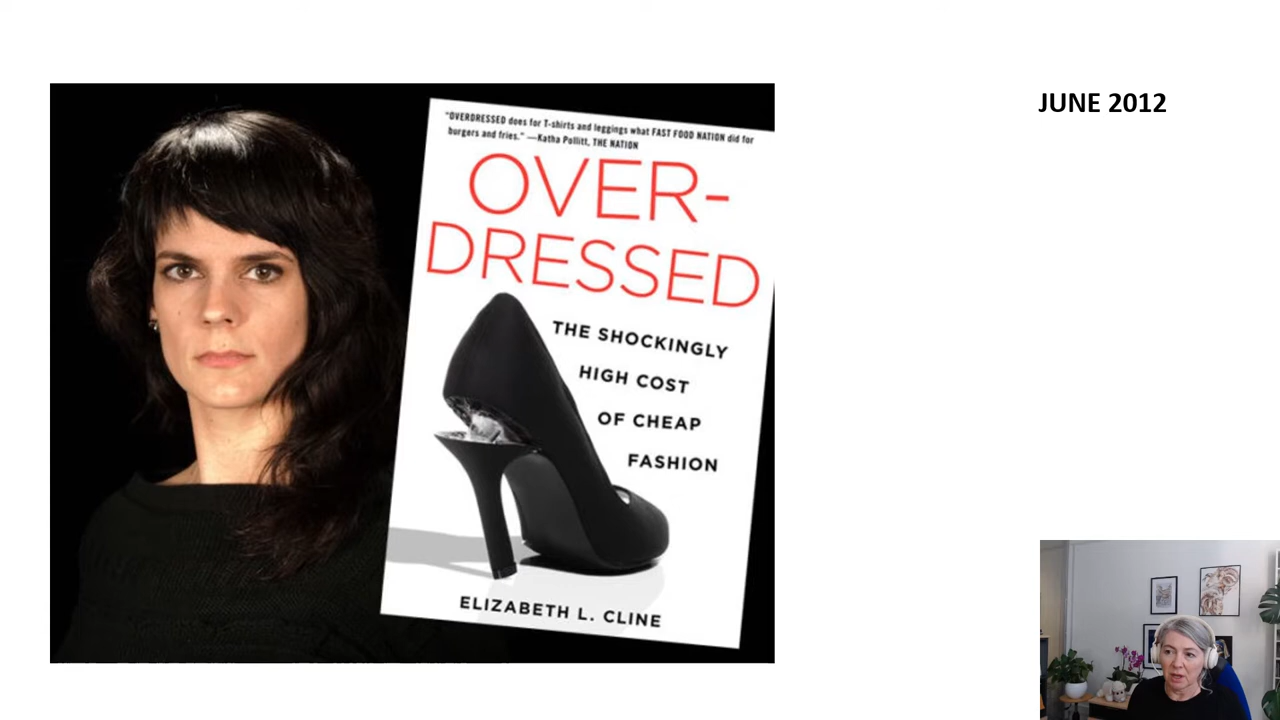 JUNE 2012
"OVERDRESSED does for T-shirts and leggings what FAST FOOD NATION did for
burgers and fries." —Katha Pollitt, THE NATION
OVER-
DRESSED
THE SHOCKINGLY
HIGH COST
OF CHEAP
FASHION
ELIZABETH L. CLINE